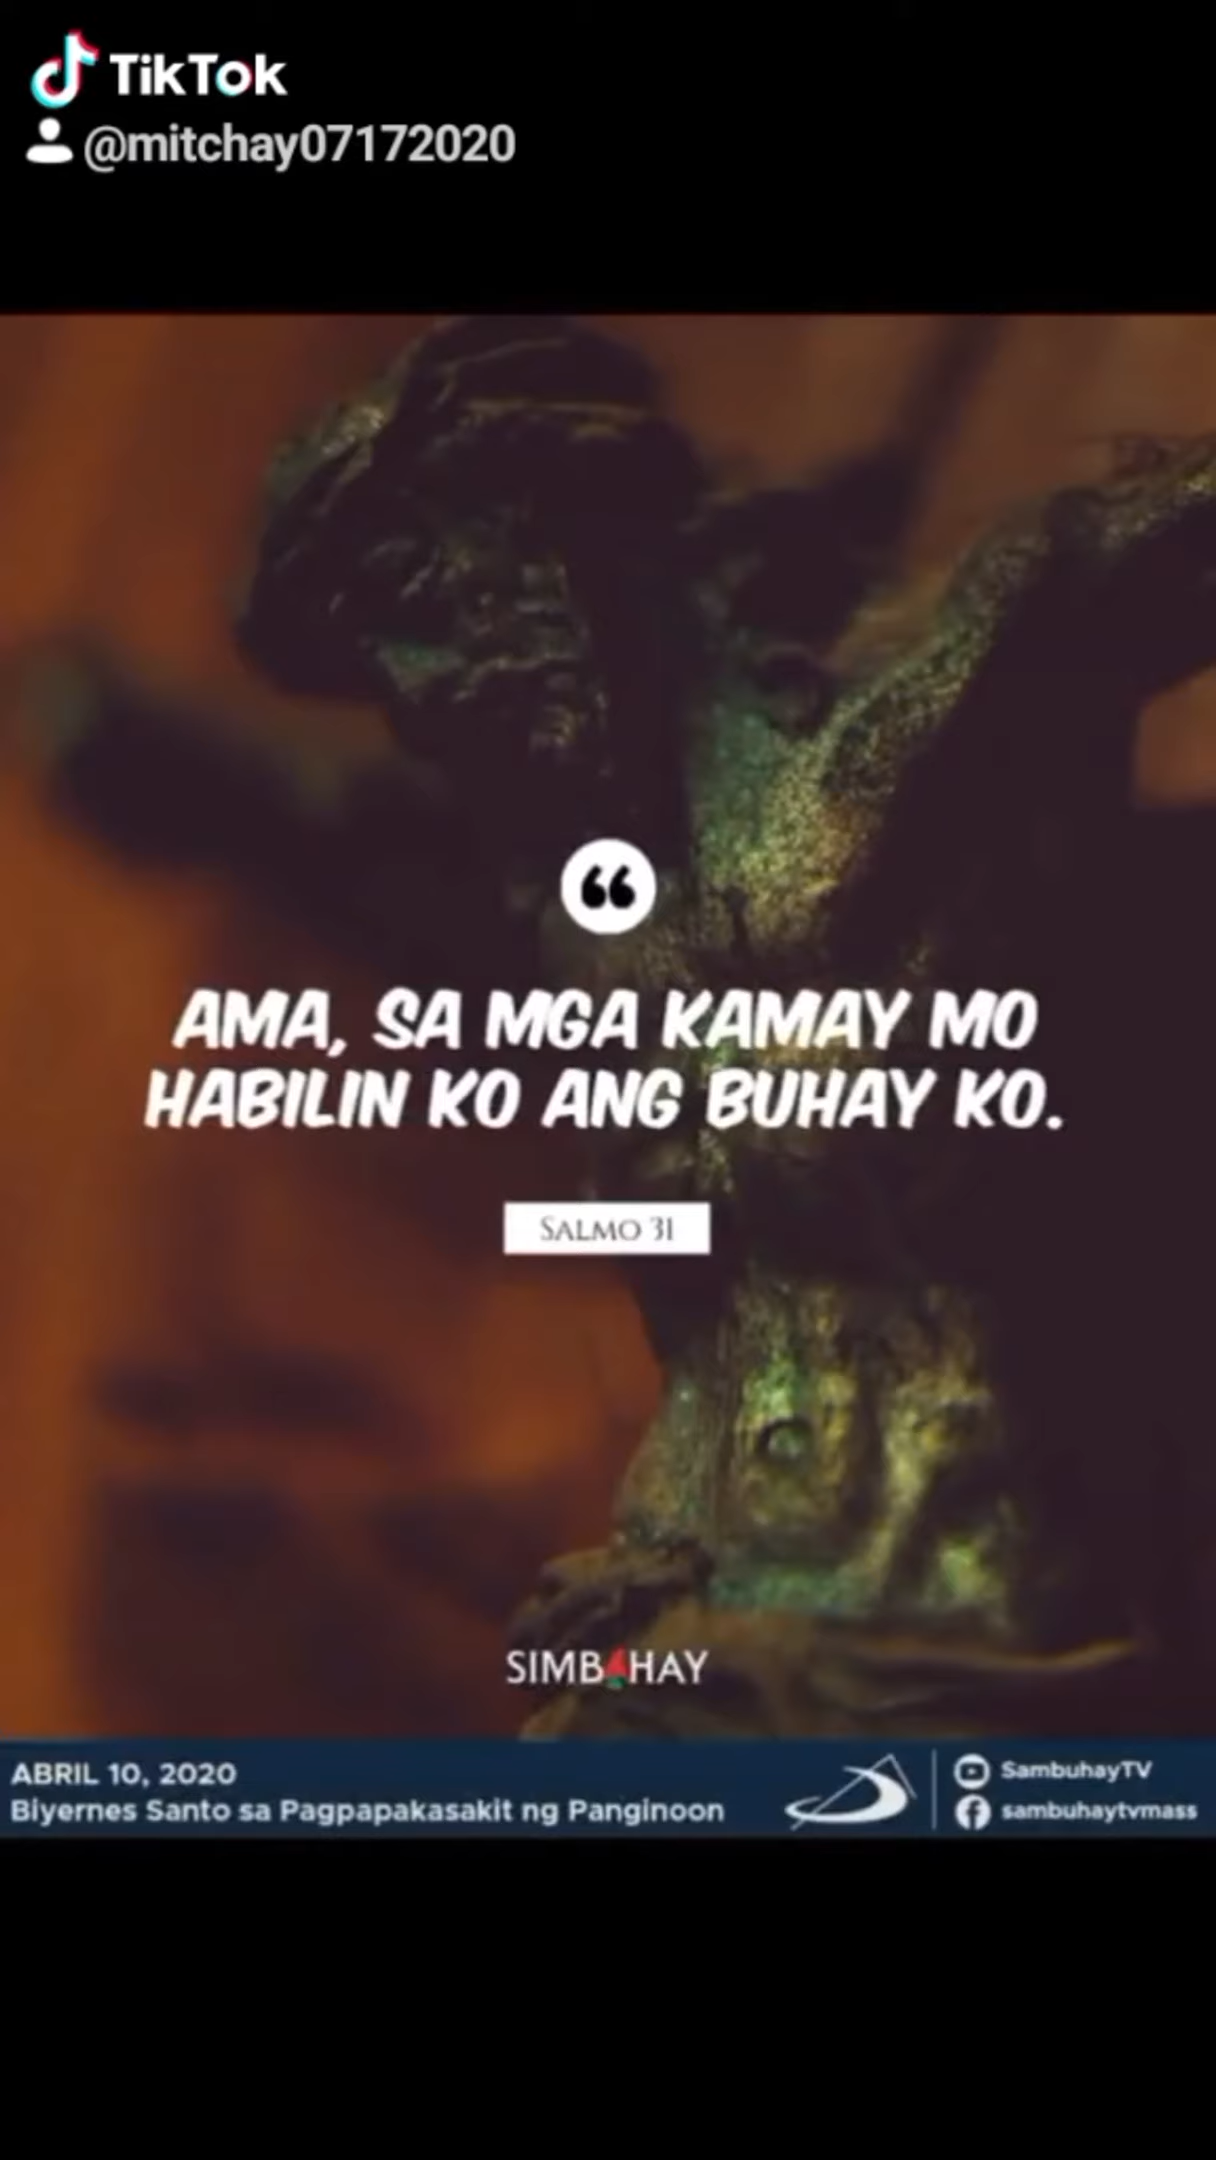 TikTok
@mitchay07172020
AMA, SA MGA KAMAY MO
HABILIN KO ANG BUHAY KO.
SALMO 31
SIMBAHAY
ABRIL 10, 2020
Biyernes Santo sa Pagpapakasakit ng Panginoon
SambuhayTV
sambuhaytvmass